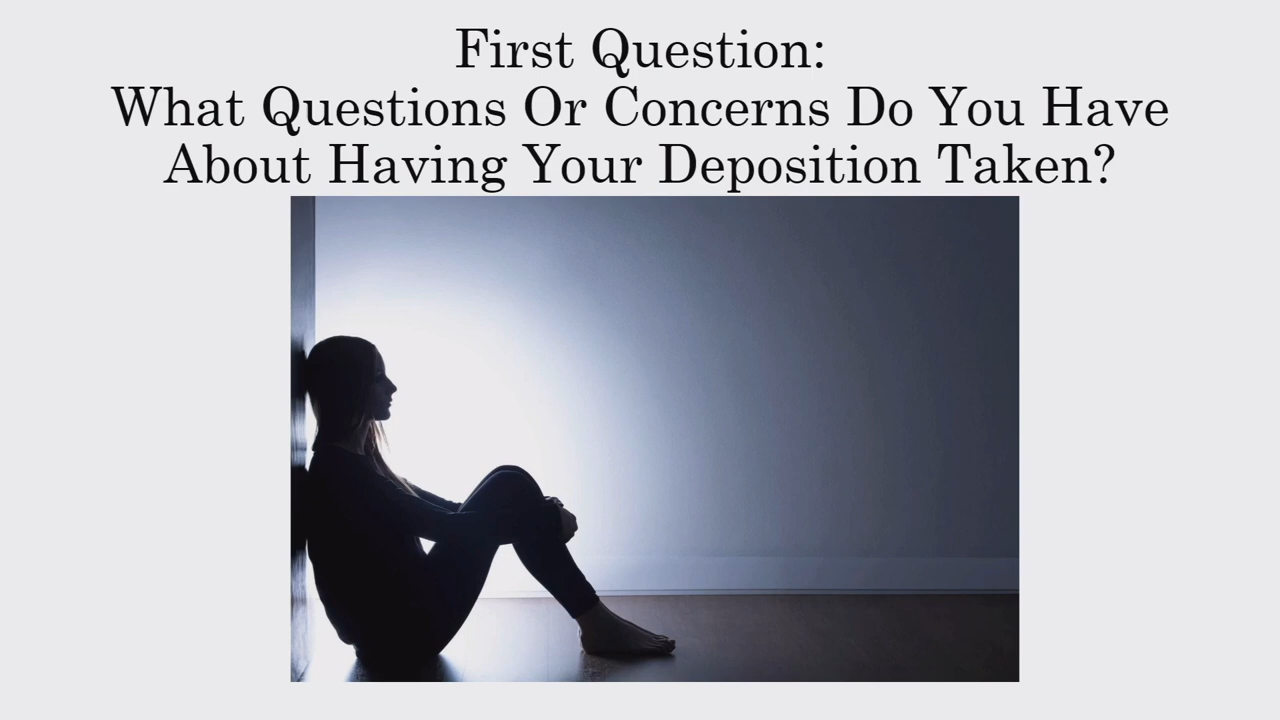 First Question:
What Questions Or Concerns Do You Have
About Having Your Deposition Taken?